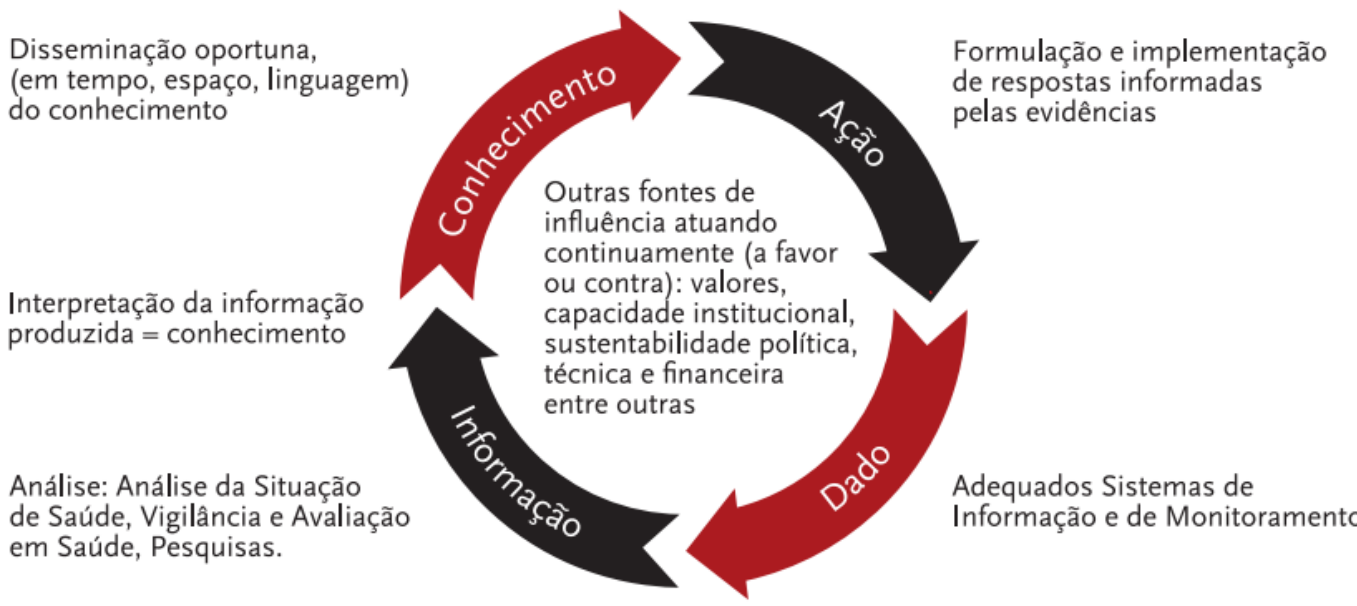 Disseminação oportuna,
(em tempo, espaço, linguagem)
do conhecimento
Conhecimento
Ação
Formulação e implementação
de respostas informadas
pelas evidências
Outras fontes de
influência atuando
continuamente (a favor
ou contra): valores,
capacidade institucional,
sustentabilidade política,
técnica e financeira
entre outras
Interpretação da informação
produzida = conhecimento
Informação
Dado
Análise: Análise da Situação
de Saúde, Vigilância e Avaliação
em Saúde, Pesquisas.
Adequados Sistemas de
Informação e de Monitoramento